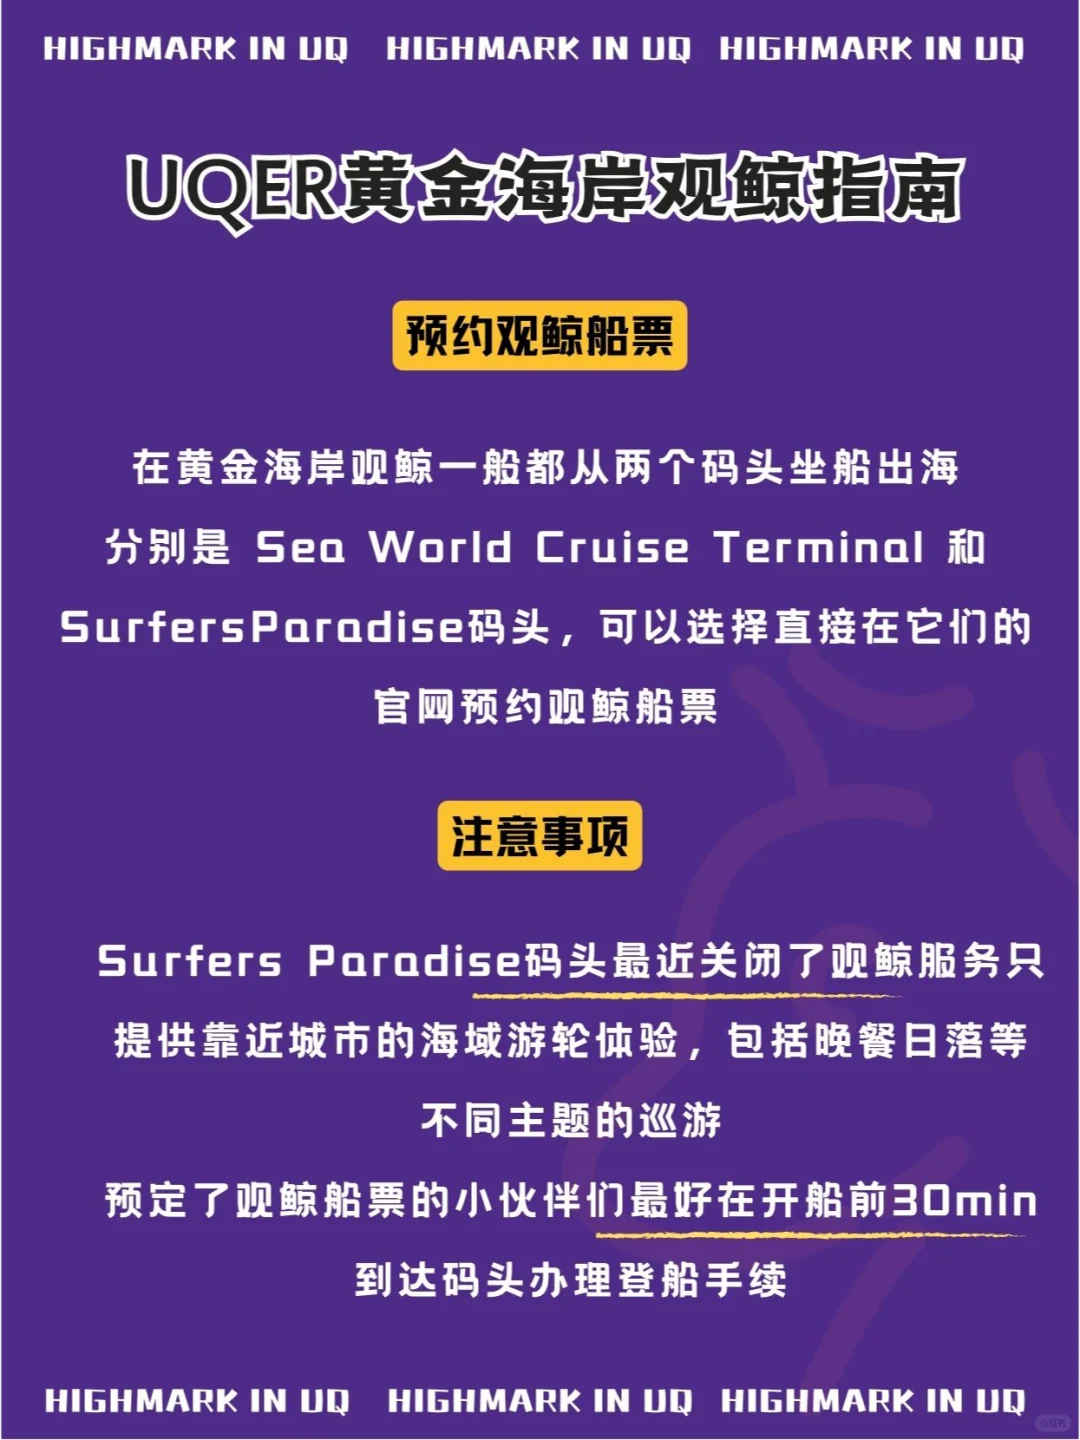 HIGHMARK IN UQ HIGHMARK IN UQ HIGHMARK IN UQ
UQER黄金海岸观鲸指南
预约观鲸船票
在黄金海岸观鲸一般都从两个码头坐船出海
分别是 Sea World Cruise Terminal 和
SurfersParadise码头，可以选择直接在它们的
官网预约观鲸船票
注意事项
Surfers Paradise码头最近关闭了观鲸服务只
提供靠近城市的海域游轮体验，包括晚餐日落等
不同主题的巡游
预定了观鲸船票的小伙伴们最好在开船前30min
到达码头办理登船手续
HIGHMARK IN UQ HIGHMARK IN UQ HIGHMARK IN UQ
小红书